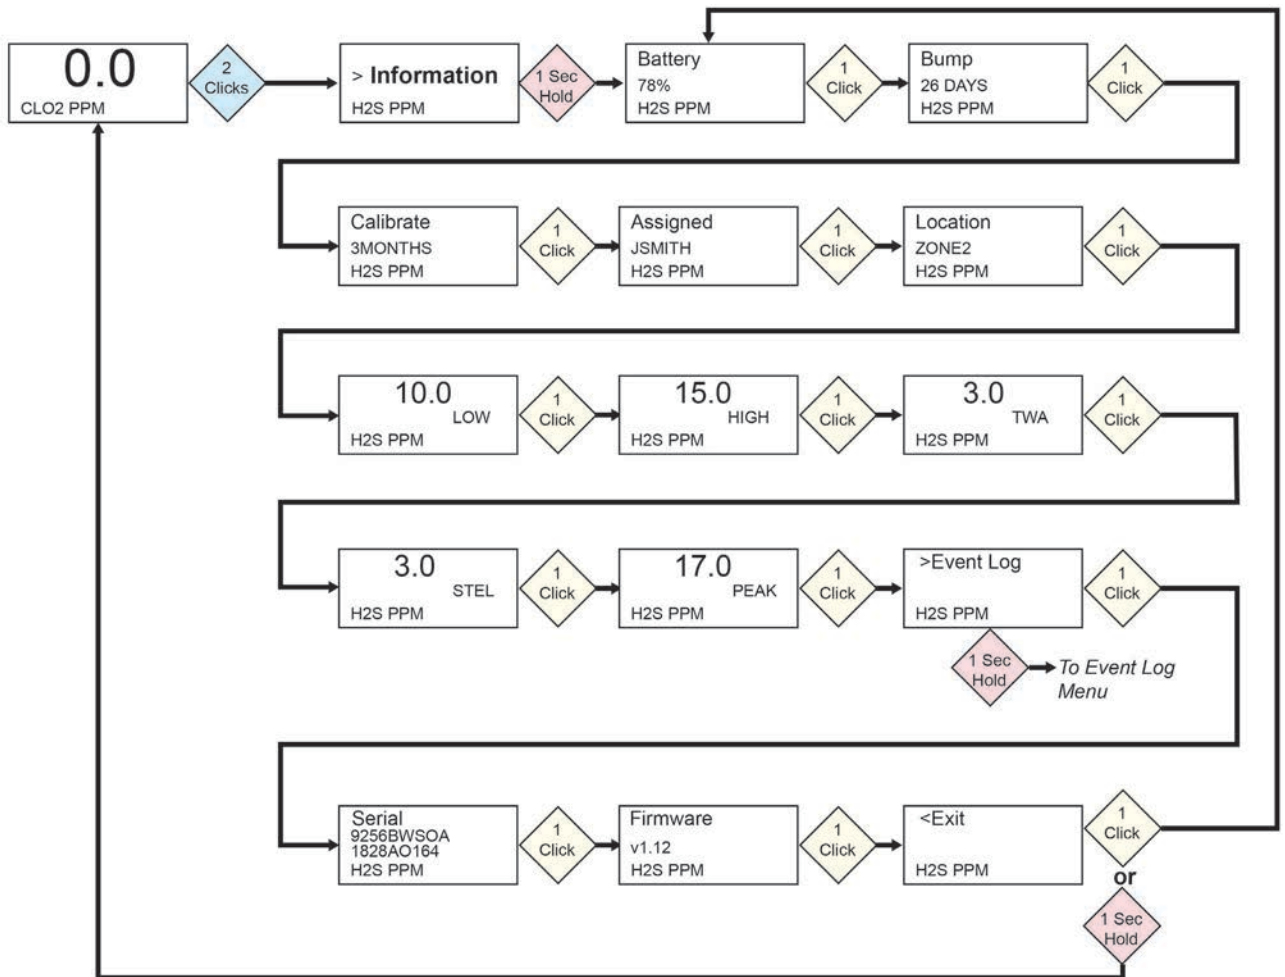 0.0
CLO2 PPM
2
Clicks
> Information
H2S PPM
1 Sec
Hold
Battery
78%
H2S PPM
1
Click
Bump
26 DAYS
H2S PPM
1
Click
Calibrate
3MONTHS
H2S PPM
1
Click
Assigned
JSMITH
H2S PPM
1
Click
Location
ZONE2
H2S PPM
1
Click
10.0
LOW
H2S PPM
1
Click
15.0
HIGH
H2S PPM
1
Click
3.0
TWA
H2S PPM
1
Click
3.0
STEL
H2S PPM
1
Click
17.0
PEAK
H2S PPM
1
Click
>Event Log
H2S PPM
1
Click
1 Sec
Hold
To Event Log
Menu
Serial
9256BWSOA
1828AO164
H2S PPM
1
Click
Firmware
v1.12
H2S PPM
1
Click
<Exit
H2S PPM
1
Click
or
1 Sec
Hold